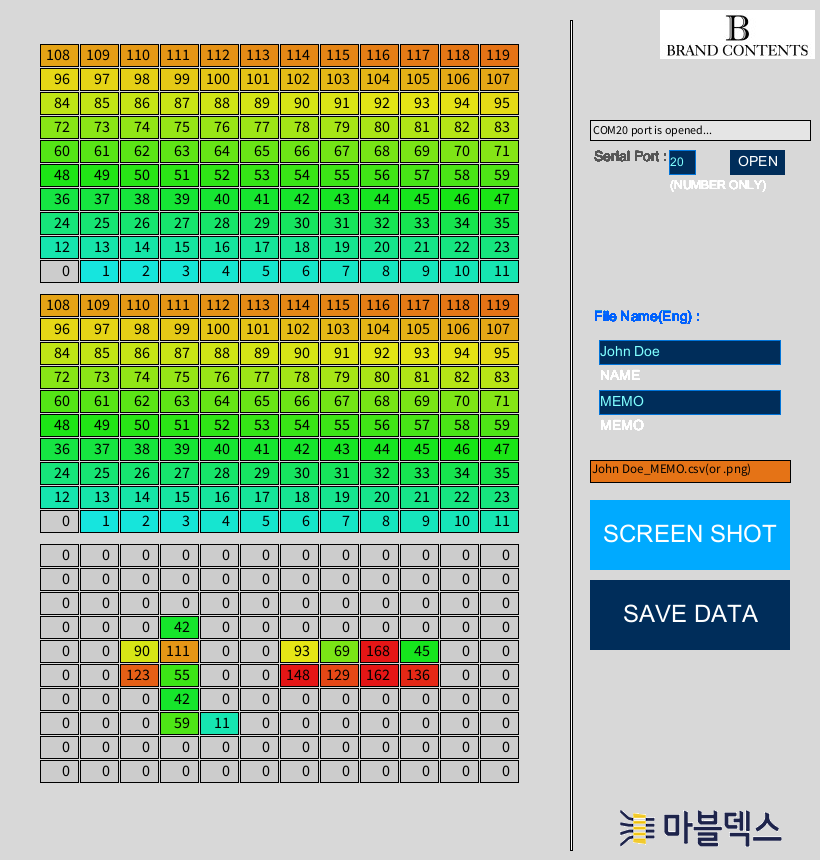 B
BRAND CONTENTS
108 109 110 111 112 113 114 115 116 117 118 119
96 97 98 99 100 101 102 103 104 105 106 107
84 85 86 87 88 89 90 91 92 93 94 95
72 73 74 75 76 77 78 79 80 81 82 83
60 61 62 63 64 65 66 67 68 69 70 71
48 49 50 51 52 53 54 55 56 57 58 59
36 37 38 39 40 41 42 43 44 45 46 47
24 25 26 27 28 29 30 31 32 33 34 35
12 13 14 15 16 17 18 19 20 21 22 23
0 1 2 3 4 5 6 7 8 9 10 11
108 109 110 111 112 113 114 115 116 117 118 119
96 97 98 99 100 101 102 103 104 105 106 107
84 85 86 87 88 89 90 91 92 93 94 95
72 73 74 75 76 77 78 79 80 81 82 83
60 61 62 63 64 65 66 67 68 69 70 71
48 49 50 51 52 53 54 55 56 57 58 59
36 37 38 39 40 41 42 43 44 45 46 47
24 25 26 27 28 29 30 31 32 33 34 35
12 13 14 15 16 17 18 19 20 21 22 23
0 1 2 3 4 5 6 7 8 9 10 11
0 0 0 0 0 0 0 0 0 0 0 0
0 0 0 0 0 0 0 0 0 0 0 0
0 0 0 0 0 0 0 0 0 0 0 0
0 0 0 42 0 0 0 0 0 0 0 0
0 0 90 111 0 0 93 69 168 45 0 0
0 0 123 55 0 0 148 129 162 136 0 0
0 0 0 42 0 0 0 0 0 0 0 0
0 0 0 59 11 0 0 0 0 0 0 0
0 0 0 0 0 0 0 0 0 0 0 0
0 0 0 0 0 0 0 0 0 0 0 0
COM20 port is opened...
Serial Port : 20 OPEN
(NUMBER ONLY)
File Name(Eng) :
John Doe
NAME
MEMO
MEMO
John Doe_MEMO.csv(or .png)
SCREEN SHOT
SAVE DATA
마블덱스